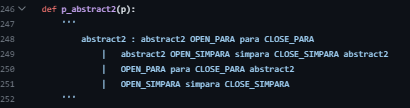 246 def p_abstract2(p):
247 '''
248 abstract2 : abstract2 OPEN_PARA para CLOSE_PARA
249 | abstract2 OPEN_SIMPARA simpara CLOSE_SIMPARA abstract2
250 | OPEN_PARA para CLOSE_PARA abstract2
251 | OPEN_SIMPARA simpara CLOSE_SIMPARA
252 '''